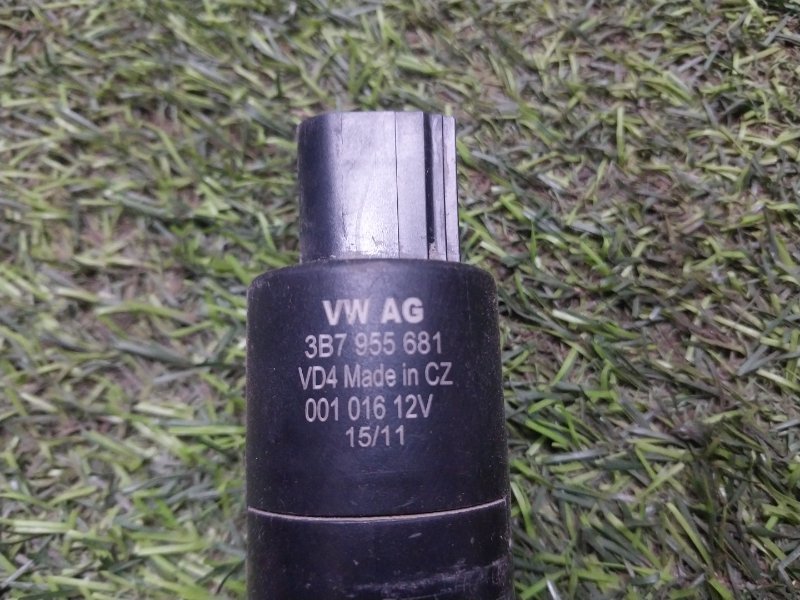 VW AG
3B7 955 681
VD4 Made in CZ
001 016 12V
15/11